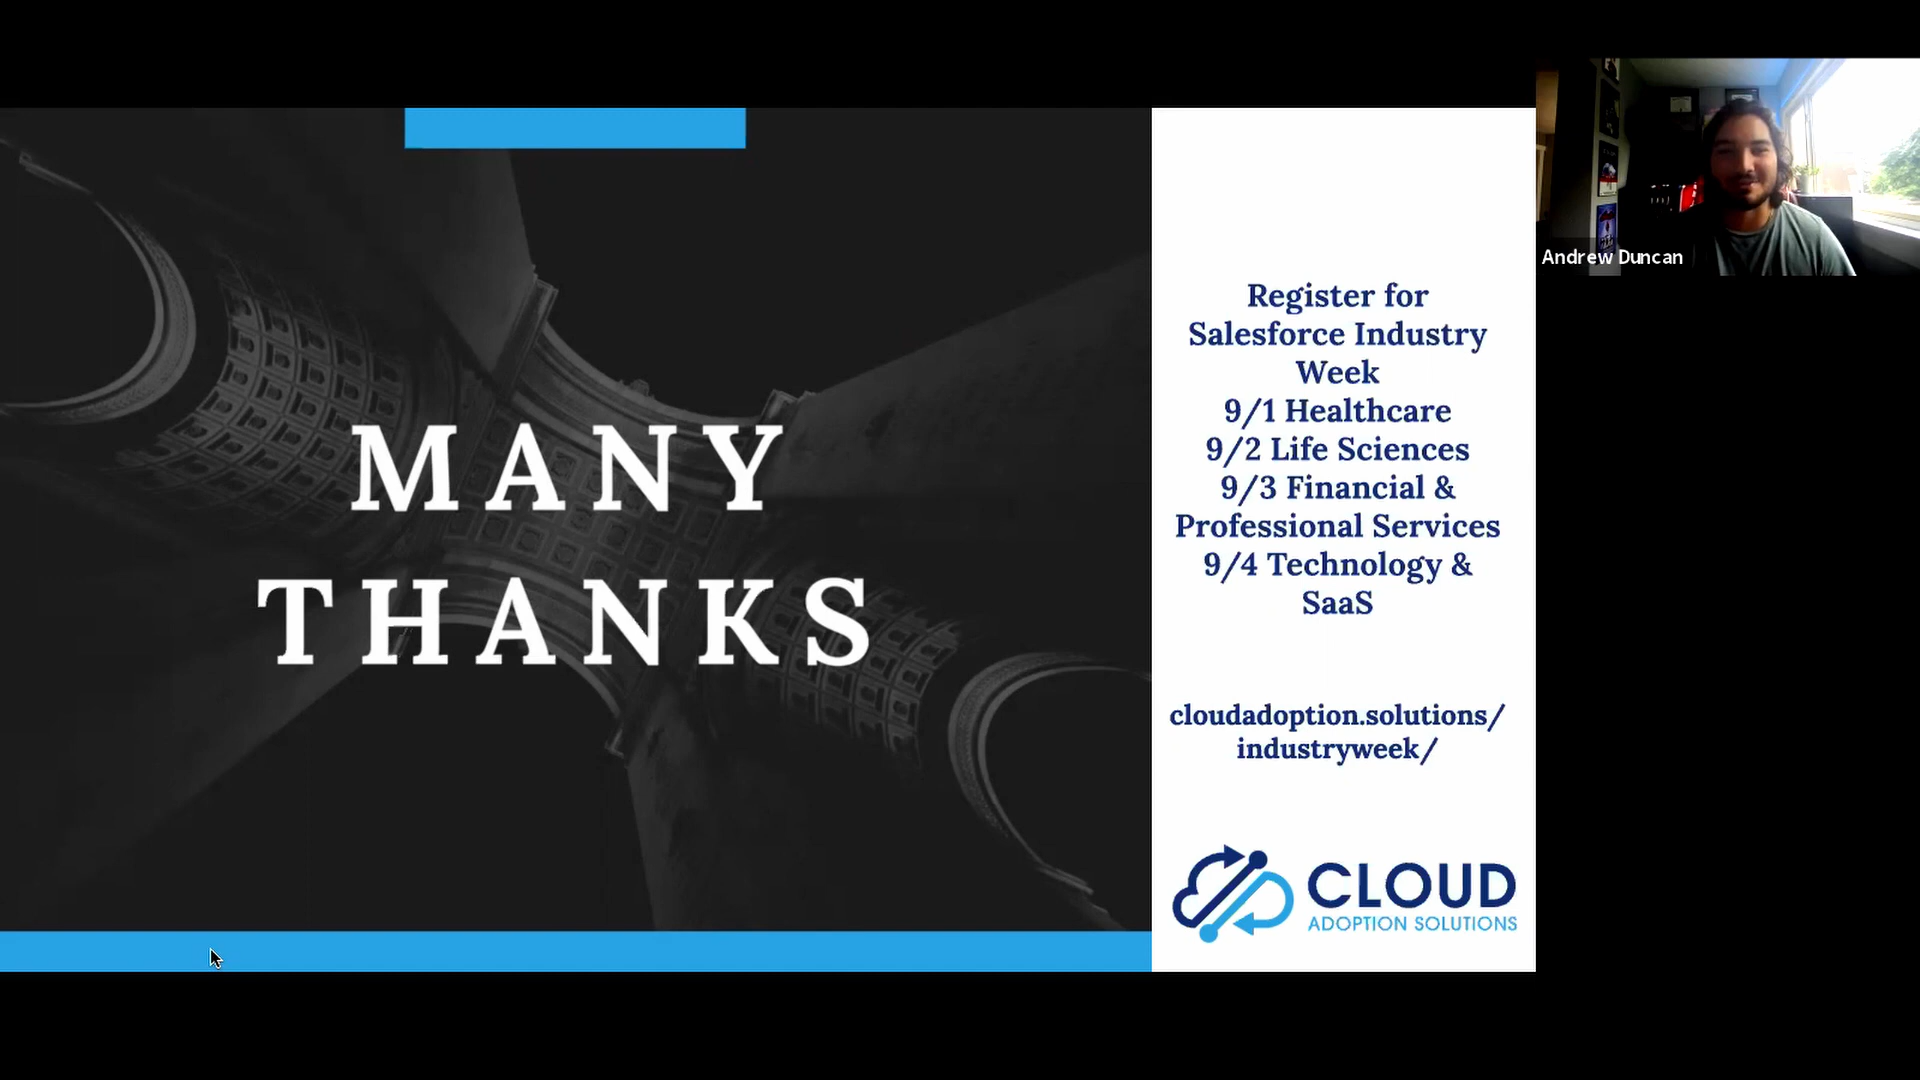 MANY
THANKS
Register for
Salesforce Industry
Week
9/1 Healthcare
9/2 Life Sciences
9/3 Financial &
Professional Services
9/4 Technology &
SaaS
cloudadoption.solutions/
industryweek/
CLOUD
ADOPTION SOLUTIONS
Andrew Duncan